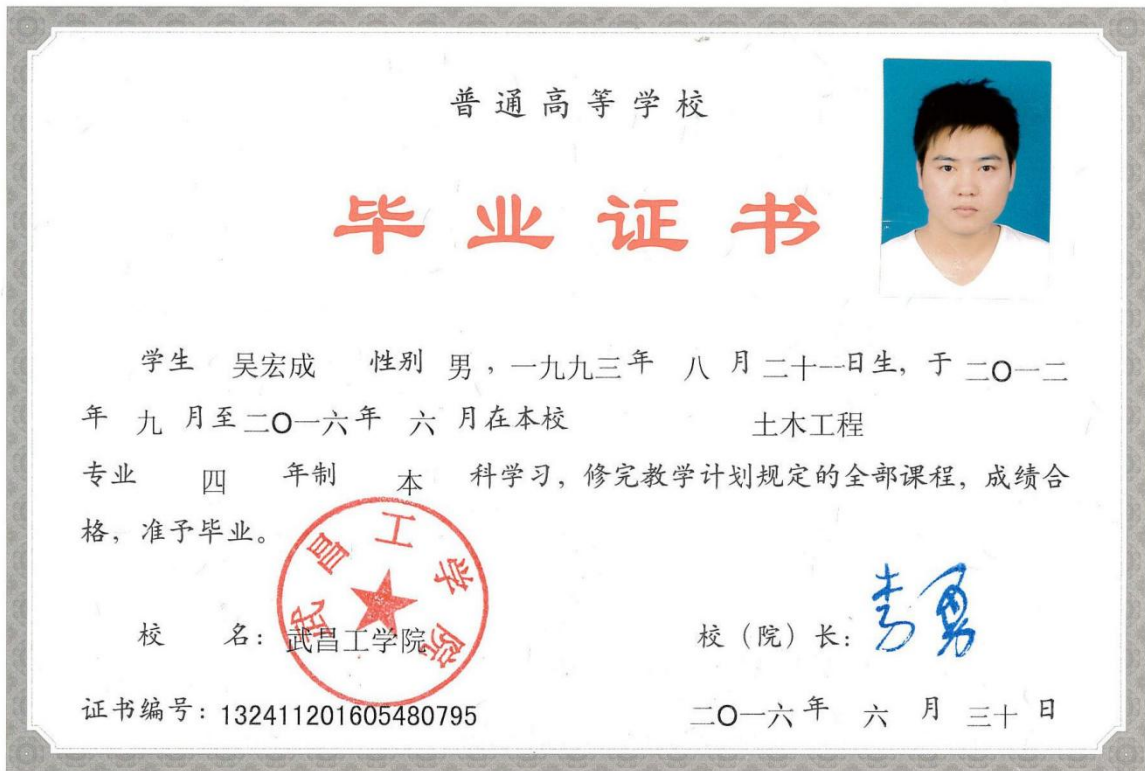 普通高等学校
毕业证书
学生 吴宏成 性别 男,一九九三年 八 月二十一日生,于二O一二
年 九 月至二O一六年 六 月在本校 土木工程
专业 四 年制 本 科学习,修完教学计划规定的全部课程,成绩合
格,准予毕业。
武昌工学院
校 名:武昌工学院 校(院)长:李勇
证书编号:132411201605480795 二O一六年 六 月 三十 日